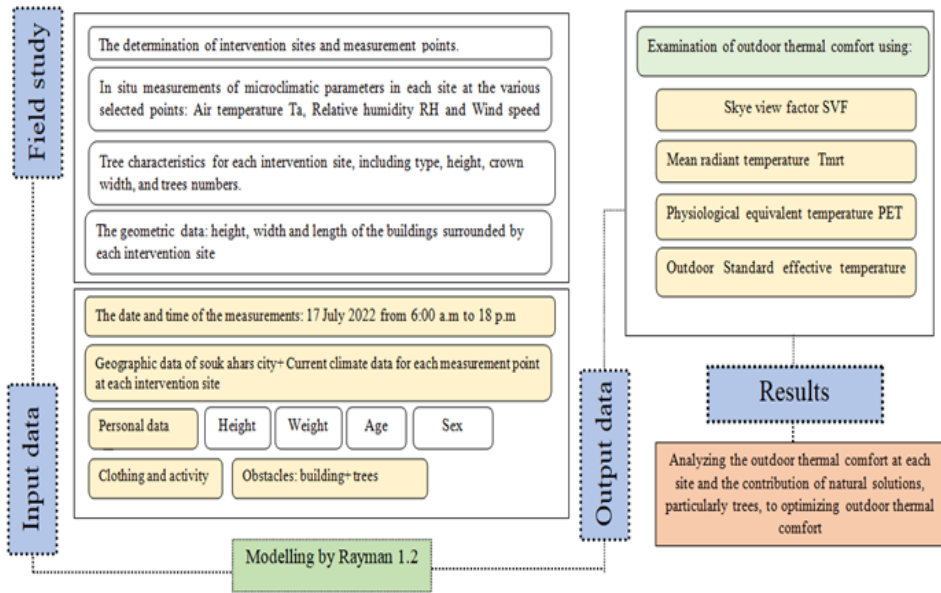 Field study
The determination of intervention sites and measurement points.
In situ measurements of microclimatic parameters in each site at the various
selected points: Air temperature Ta, Relative humidity RH and Wind speed
Tree characteristics for each intervention site, including type, height, crown
width, and trees numbers.
The geometric data: height, width and length of the buildings surrounded by
each intervention site
Input data
The date and time of the measurements: 17 July 2022 from 6:00 a.m to 18 p.m
Geographic data of souk ahars city+ Current climate data for each measurement point
at each intervention site
Personal data
Height
Weight
Age
Sex
Clothing and activity
Obstacles: building+ trees
Modelling by Rayman 1.2
Output data
Examination of outdoor thermal comfort using:
Skye view factor SVF
Mean radiant temperature Tmrt
Physiological equivalent temperature PET
Outdoor Standard effective temperature
Results
Analyzing the outdoor thermal comfort at each
site and the contribution of natural solutions,
particularly trees, to optimizing outdoor thermal
comfort